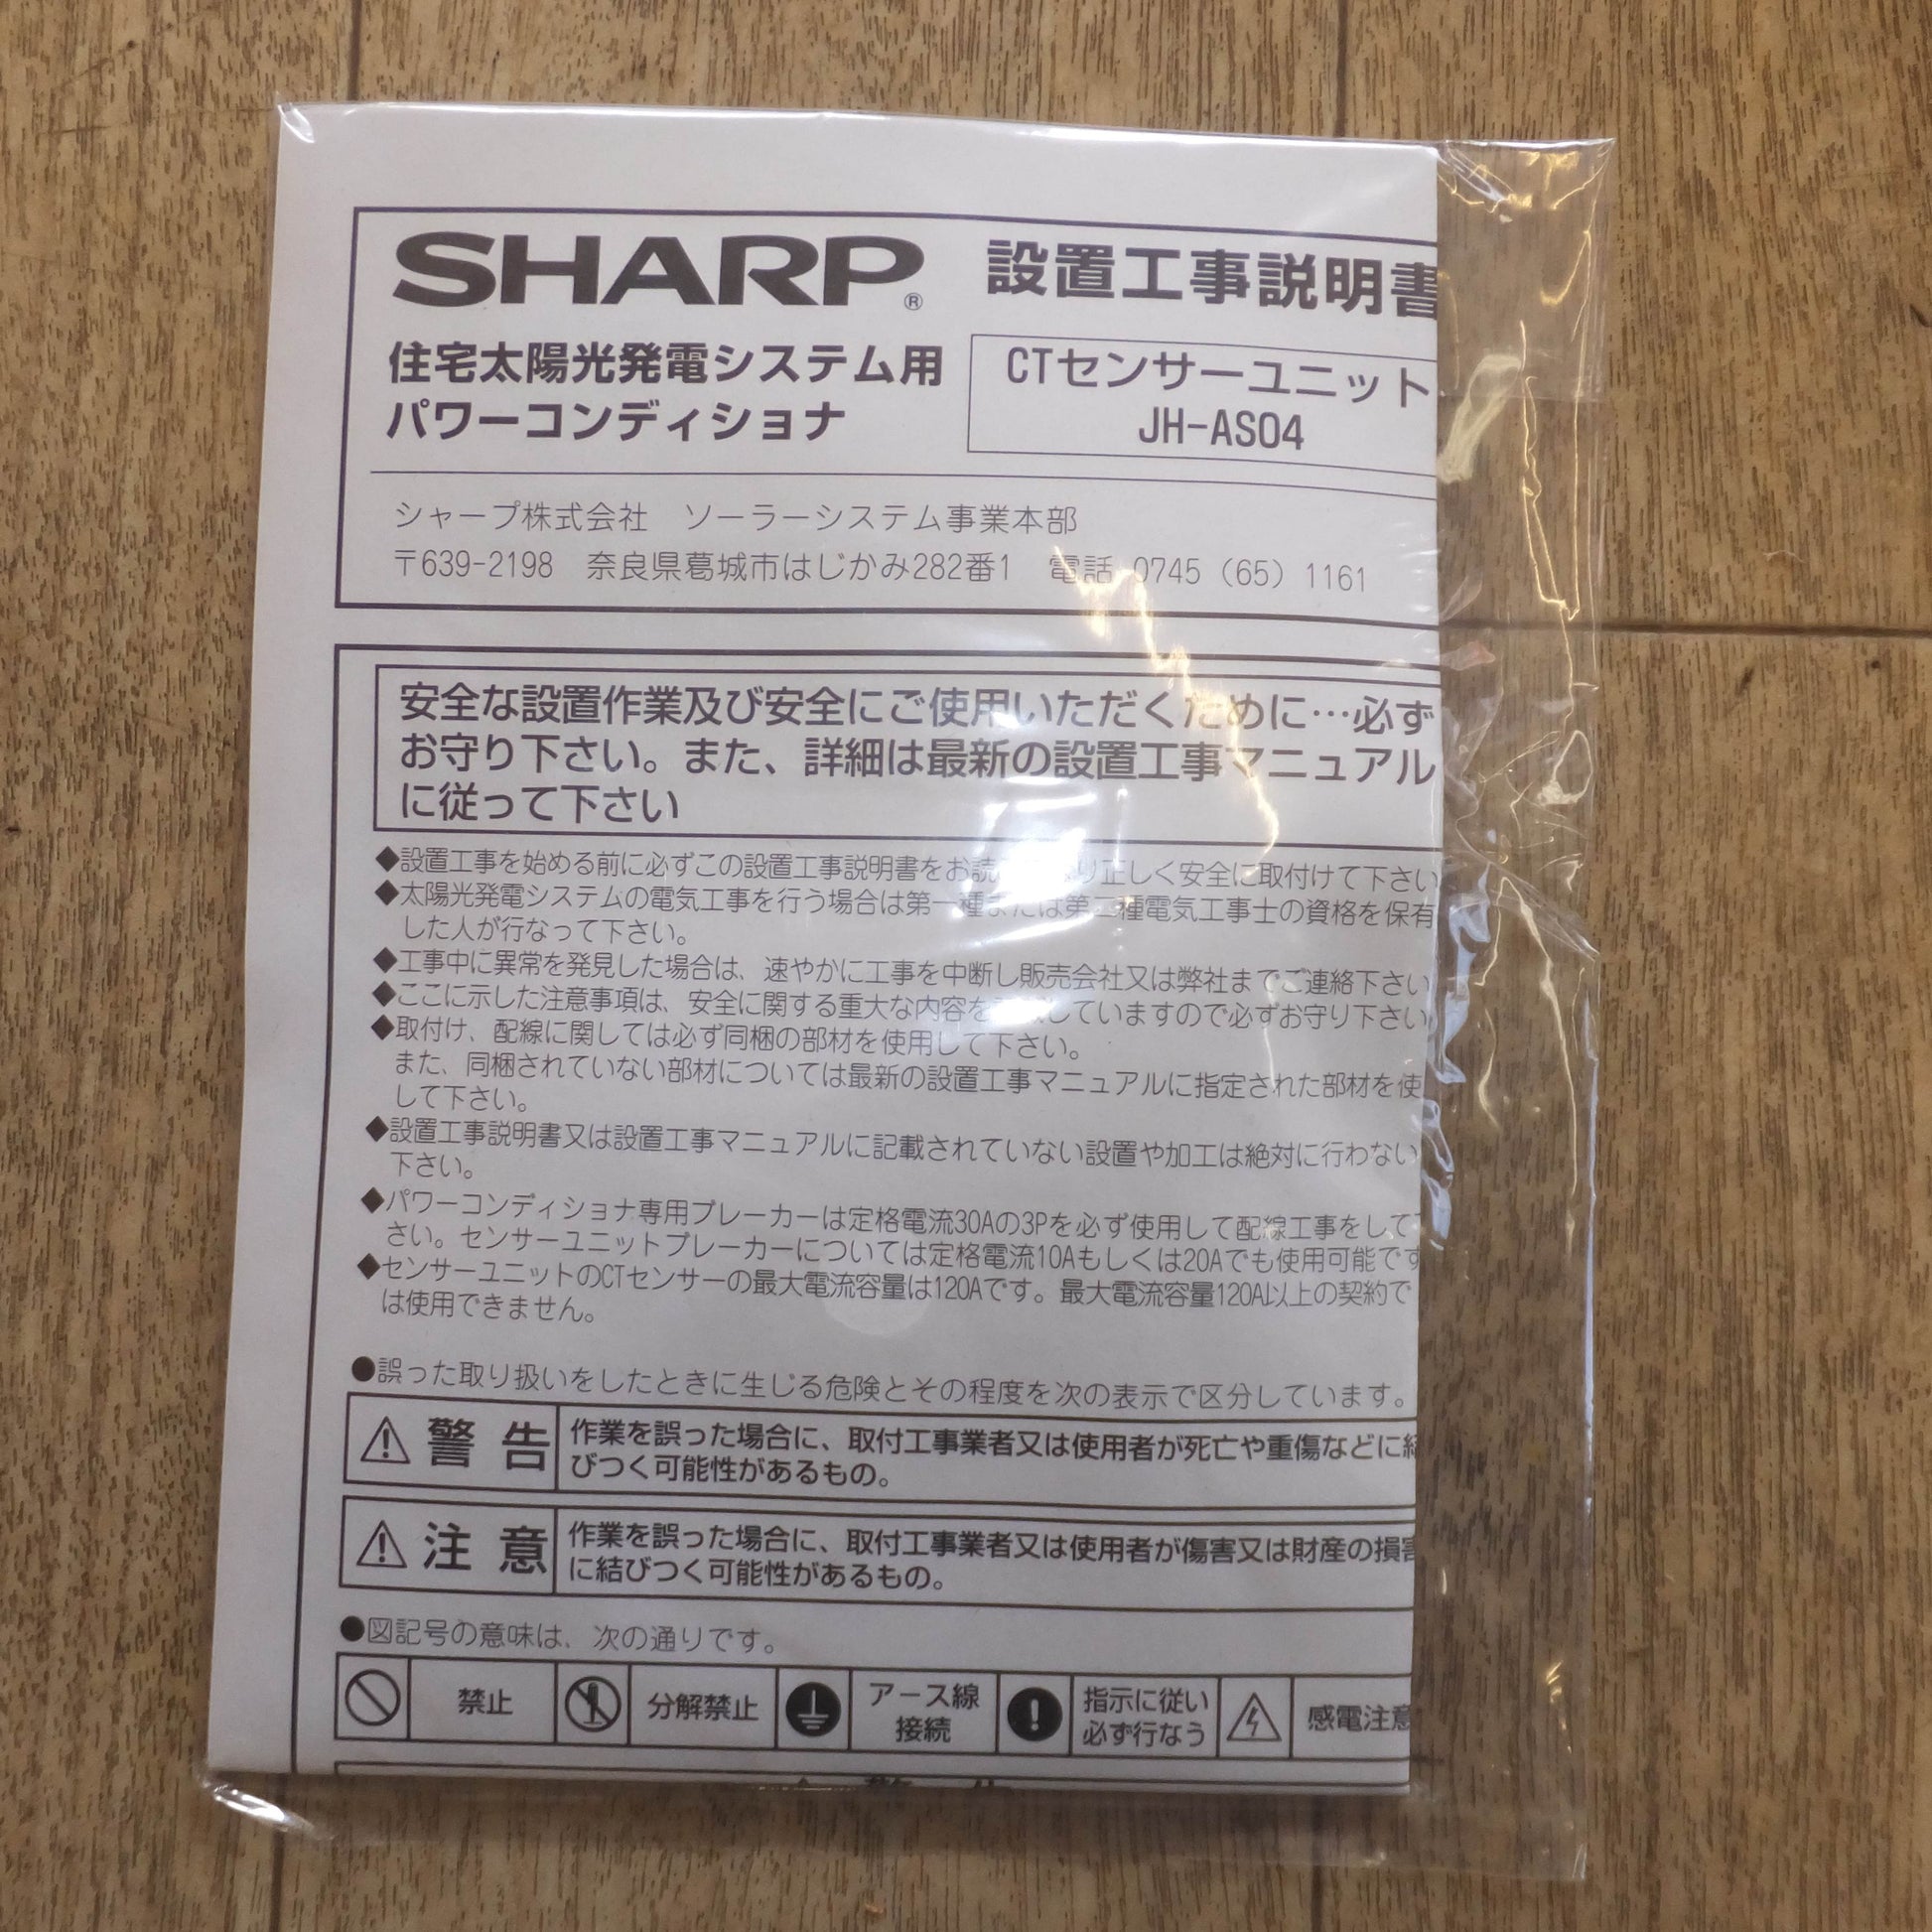 SHARP® 設置工事説明書
住宅太陽光発電システム用
パワーコンディショナ
CTセンサーユニット
JH-AS04
シャープ株式会社 ソーラーシステム事業本部
〒639-2198 奈良県葛城市はじかみ282番1 電話 0745（65）1161
安全な設置作業及び安全にご使用いただくために…必ず
お守り下さい。また、詳細は最新の設置工事マニュアル
に従って下さい
◆設置工事を始める前に必ずこの設置工事説明書をお読 り正しく安全に取付けて下さい
◆太陽光発電システムの電気工事を行う場合は第一種または第二種電気工事士の資格を保有
した人が行なって下さい。
◆工事中に異常を発見した場合は、速やかに工事を中断し販売会社又は弊社までご連絡下さい
◆ここに示した注意事項は、安全に関する重大な内容を していますので必ずお守り下さい
◆取付け、配線に関しては必ず同梱の部材を使用して下さい。
また、同梱されていない部材については最新の設置工事マニュアルに指定された部材を使
して下さい。
◆設置工事説明書又は設置工事マニュアルに記載されていない設置や加工は絶対に行わない
下さい。
◆パワーコンディショナ専用ブレーカーは定格電流30Aの3Pを必ず使用して配線工事をして下
さい。センサーユニットブレーカーについては定格電流10Aもしくは20Aでも使用可能です
◆センサーユニットのCTセンサーの最大電流容量は120Aです。最大電流容量120A以上の契約で
は使用できません。
●誤った取り扱いをしたときに生じる危険とその程度を次の表示で区分しています。
⚠警告 作業を誤った場合に、取付工事業者又は使用者が死亡や重傷などに結
びつく可能性があるもの。
⚠注意 作業を誤った場合に、取付工事業者又は使用者が傷害又は財産の損害
に結びつく可能性があるもの。
●図記号の意味は、次の通りです。
禁止
分解禁止
アース線
接続
指示に従い
必ず行なう
感電注意